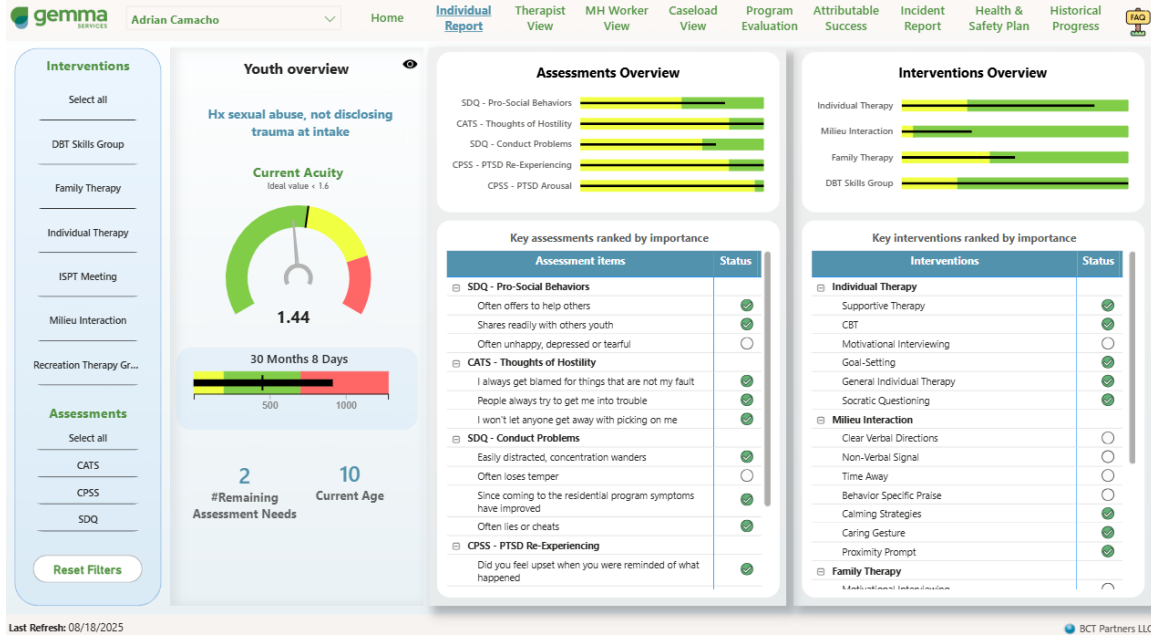 gemma
SERVICES
Adrian Camacho
Home
Individual Report
Therapist View
MH Worker View
Caseload View
Program Evaluation
Attributable Success
Incident Report
Health & Safety Plan
Historical Progress
FAQ
Interventions
Select all
DBT Skills Group
Family Therapy
Individual Therapy
ISPT Meeting
Milieu Interaction
Recreation Therapy Gr...
Assessments
Select all
CATS
CPSS
SDQ
Reset Filters
Youth overview
Hx sexual abuse, not disclosing
trauma at intake
Current Acuity
Ideal value < 1.6
1.44
30 Months 8 Days
500
1000
2
#Remaining
Assessment Needs
10
Current Age
Assessments Overview
SDQ - Pro-Social Behaviors
CATS - Thoughts of Hostility
SDQ - Conduct Problems
CPSS - PTSD Re-Experiencing
CPSS - PTSD Arousal
Key assessments ranked by importance
Assessment items Status
SDQ - Pro-Social Behaviors
Often offers to help others
Shares readily with others youth
Often unhappy, depressed or tearful
CATS - Thoughts of Hostility
I always get blamed for things that are not my fault
People always try to get me into trouble
I won't let anyone get away with picking on me
SDQ - Conduct Problems
Easily distracted, concentration wanders
Often loses temper
Since coming to the residential program symptoms
have improved
Often lies or cheats
CPSS - PTSD Re-Experiencing
Did you feel upset when you were reminded of what
happened
Interventions Overview
Individual Therapy
Milieu Interaction
Family Therapy
DBT Skills Group
Key interventions ranked by importance
Interventions Status
Individual Therapy
Supportive Therapy
CBT
Motivational Interviewing
Goal-Setting
General Individual Therapy
Socratic Questioning
Milieu Interaction
Clear Verbal Directions
Non-Verbal Signal
Time Away
Behavior Specific Praise
Calming Strategies
Caring Gesture
Proximity Prompt
Family Therapy
Motivational Interviewing
Last Refresh: 08/18/2025
BCT Partners LLC